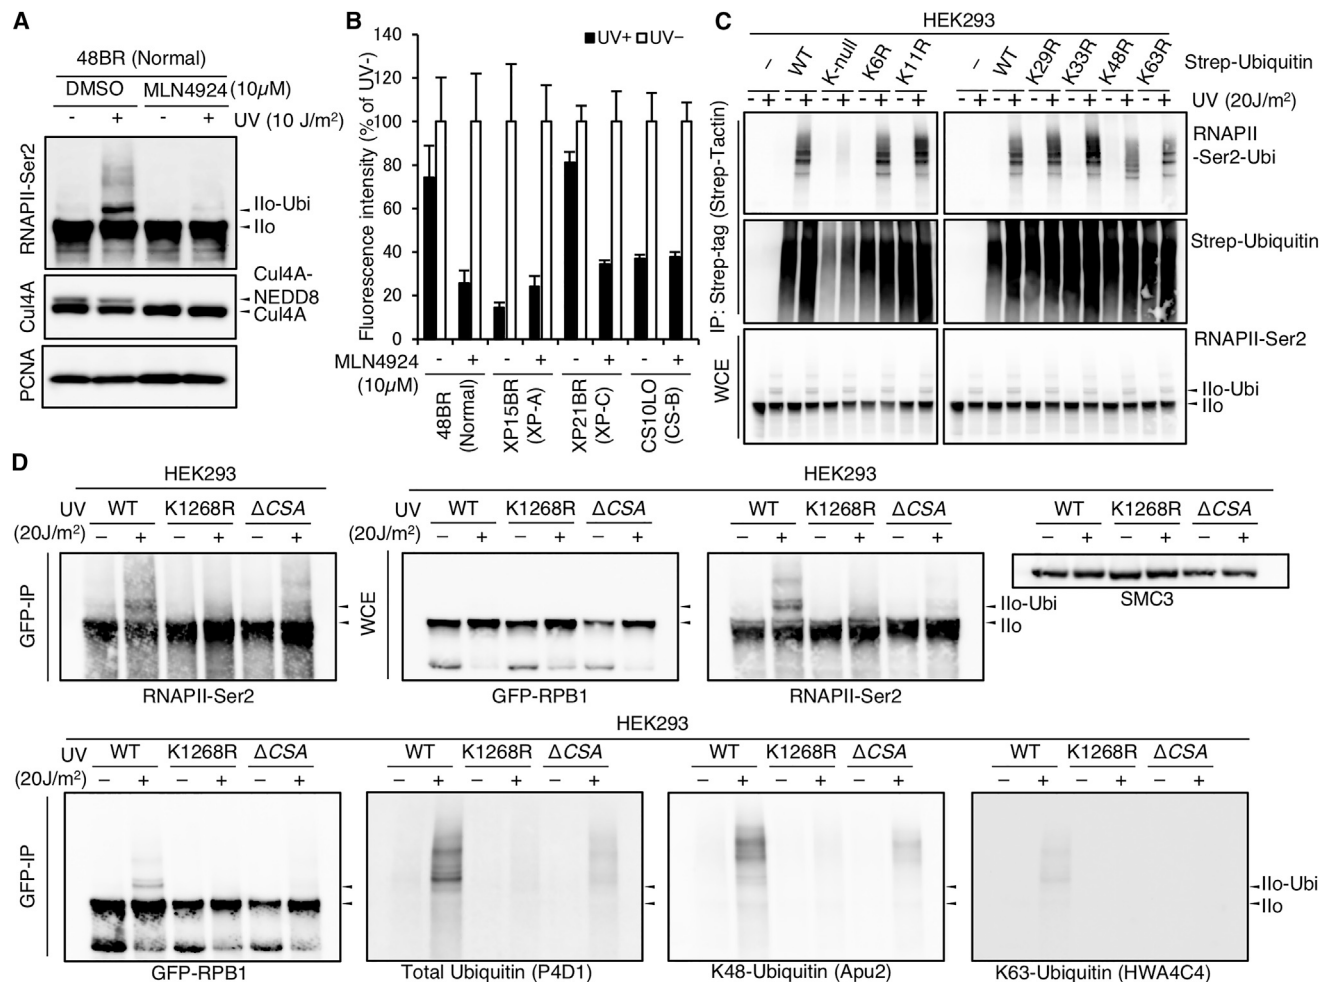 A
48BR (Normal)
DMSO MLN4924 (10μM)
- + - + UV (10 J/m²)
RNAPII-Ser2
IIo-Ubi
IIo
Cul4A
Cul4A-
NEDD8
Cul4A
PCNA
B
UV+ UV−
Fluorescence intensity (% of UV-)
140
120
100
80
60
40
20
0
MLN4924 - + - + - + - +
(10μM)
48BR
(Normal)
XP15BR
(XP-A)
XP21BR
(XP-C)
CS10LO
(CS-B)
C
HEK293
− WT K-null K6R K11R − WT K29R K33R K48R K63R Strep-Ubiquitin
- + - + - + - + - + - + - + - + - + - + - + UV (20J/m²)
IP: Strep-tag (Strep-Tactin)
RNAPII
-Ser2-Ubi
Strep-Ubiquitin
WCE
RNAPII-Ser2
IIo-Ubi
IIo
D
HEK293
UV WT K1268R ΔCSA
(20J/m²) − + − + − + 
GFP-IP
RNAPII-Ser2
HEK293
UV WT K1268R ΔCSA WT K1268R ΔCSA WT K1268R ΔCSA
(20J/m²) − + − + − + − + − + − + − + − + − +
WCE
IIo-Ubi
IIo
SMC3
GFP-RPB1
RNAPII-Ser2
HEK293
UV WT K1268R ΔCSA WT K1268R ΔCSA WT K1268R ΔCSA WT K1268R ΔCSA
(20J/m²) − + − + − + − + − + − + − + − + − + − + − + − +
GFP-IP
IIo-Ubi
IIo
GFP-RPB1
Total Ubiquitin (P4D1)
K48-Ubiquitin (Apu2)
K63-Ubiquitin (HWA4C4)